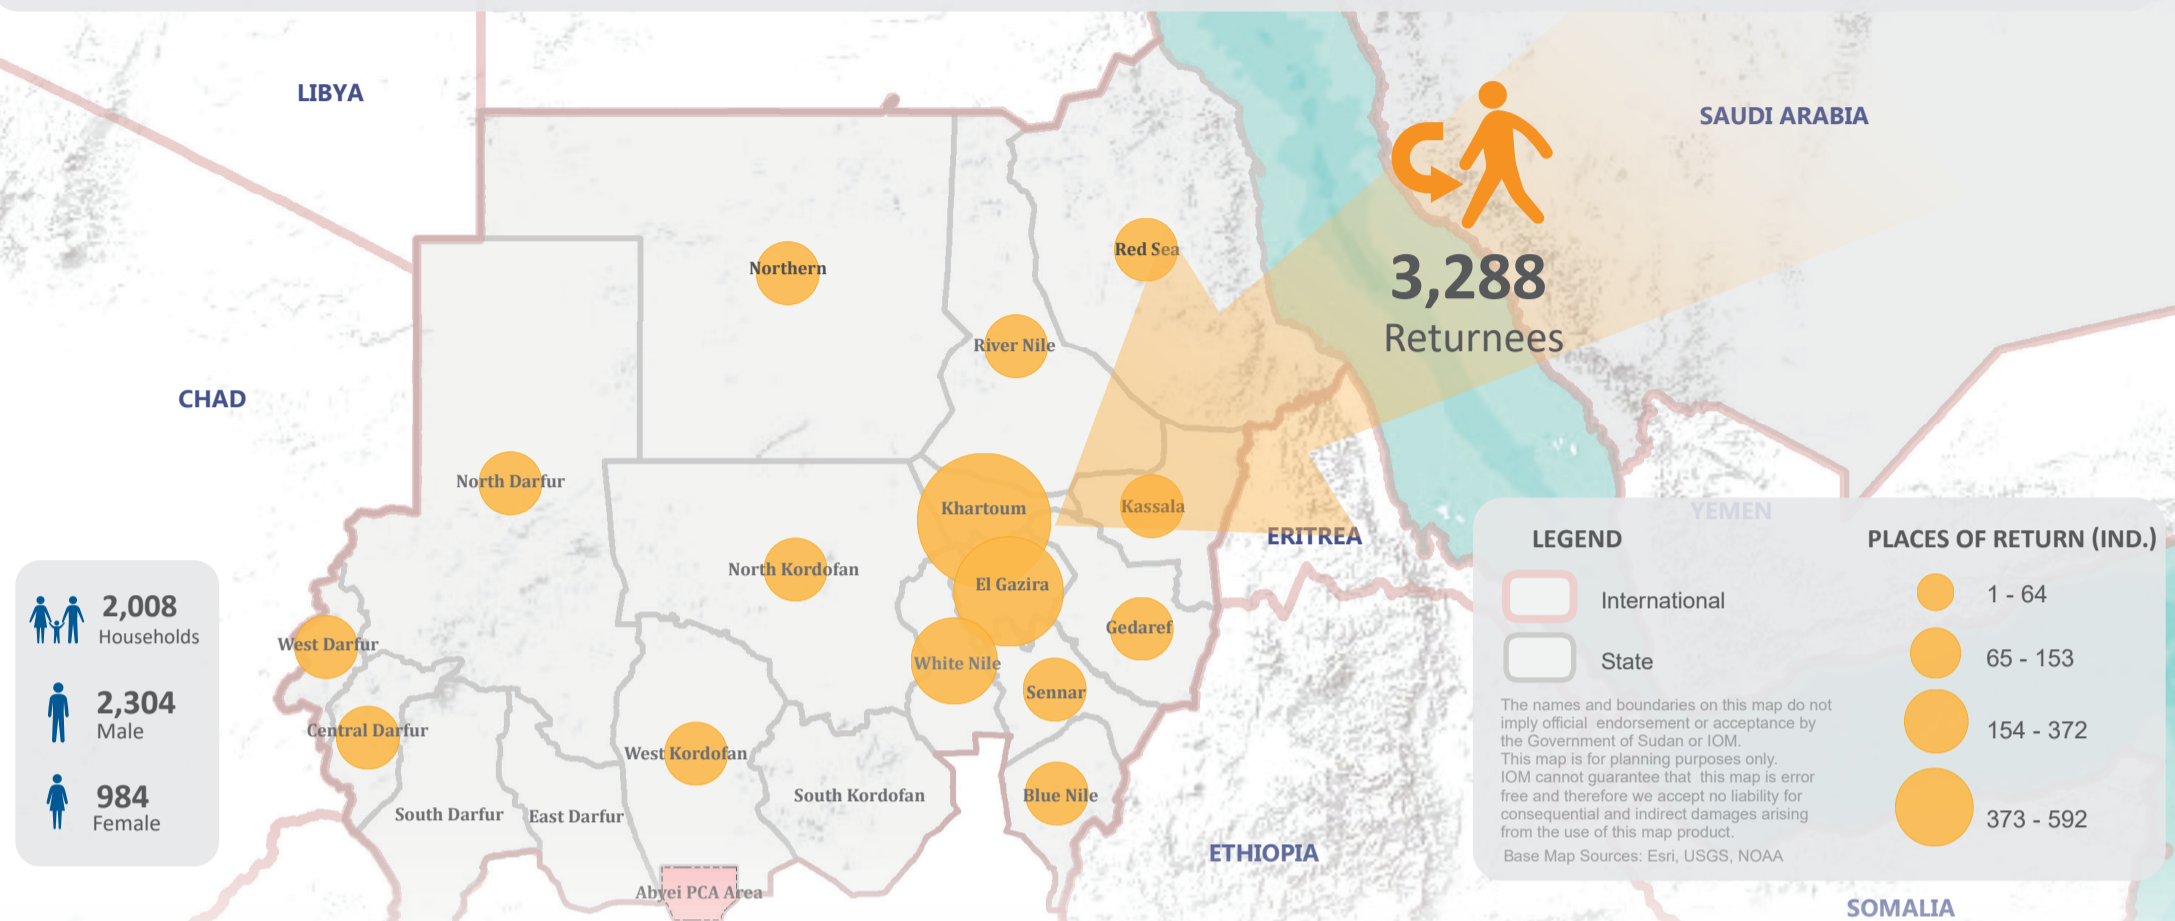 LIBYA
SAUDI ARABIA
Red Sea
Northern
3,288
Returnees
River Nile
CHAD
North Darfur
Khartoum
Kassala
YEMEN
ERITREA
North Kordofan
El Gazira
Gedaref
West Darfur
White Nile
Sennar
Central Darfur
West Kordofan
South Kordofan
Blue Nile
South Darfur
East Darfur
ETHIOPIA
Abyei PCA Area
SOMALIA
2,008
Households
2,304
Male
984
Female
LEGEND
International
State
The names and boundaries on this map do not
imply official endorsement or acceptance by
the Government of Sudan or IOM.
This map is for planning purposes only.
IOM cannot guarantee that this map is error
free and therefore we accept no liability for
consequential and indirect damages arising
from the use of this map product.
Base Map Sources: Esri, USGS, NOAA
PLACES OF RETURN (IND.)
1 - 64
65 - 153
154 - 372
373 - 592